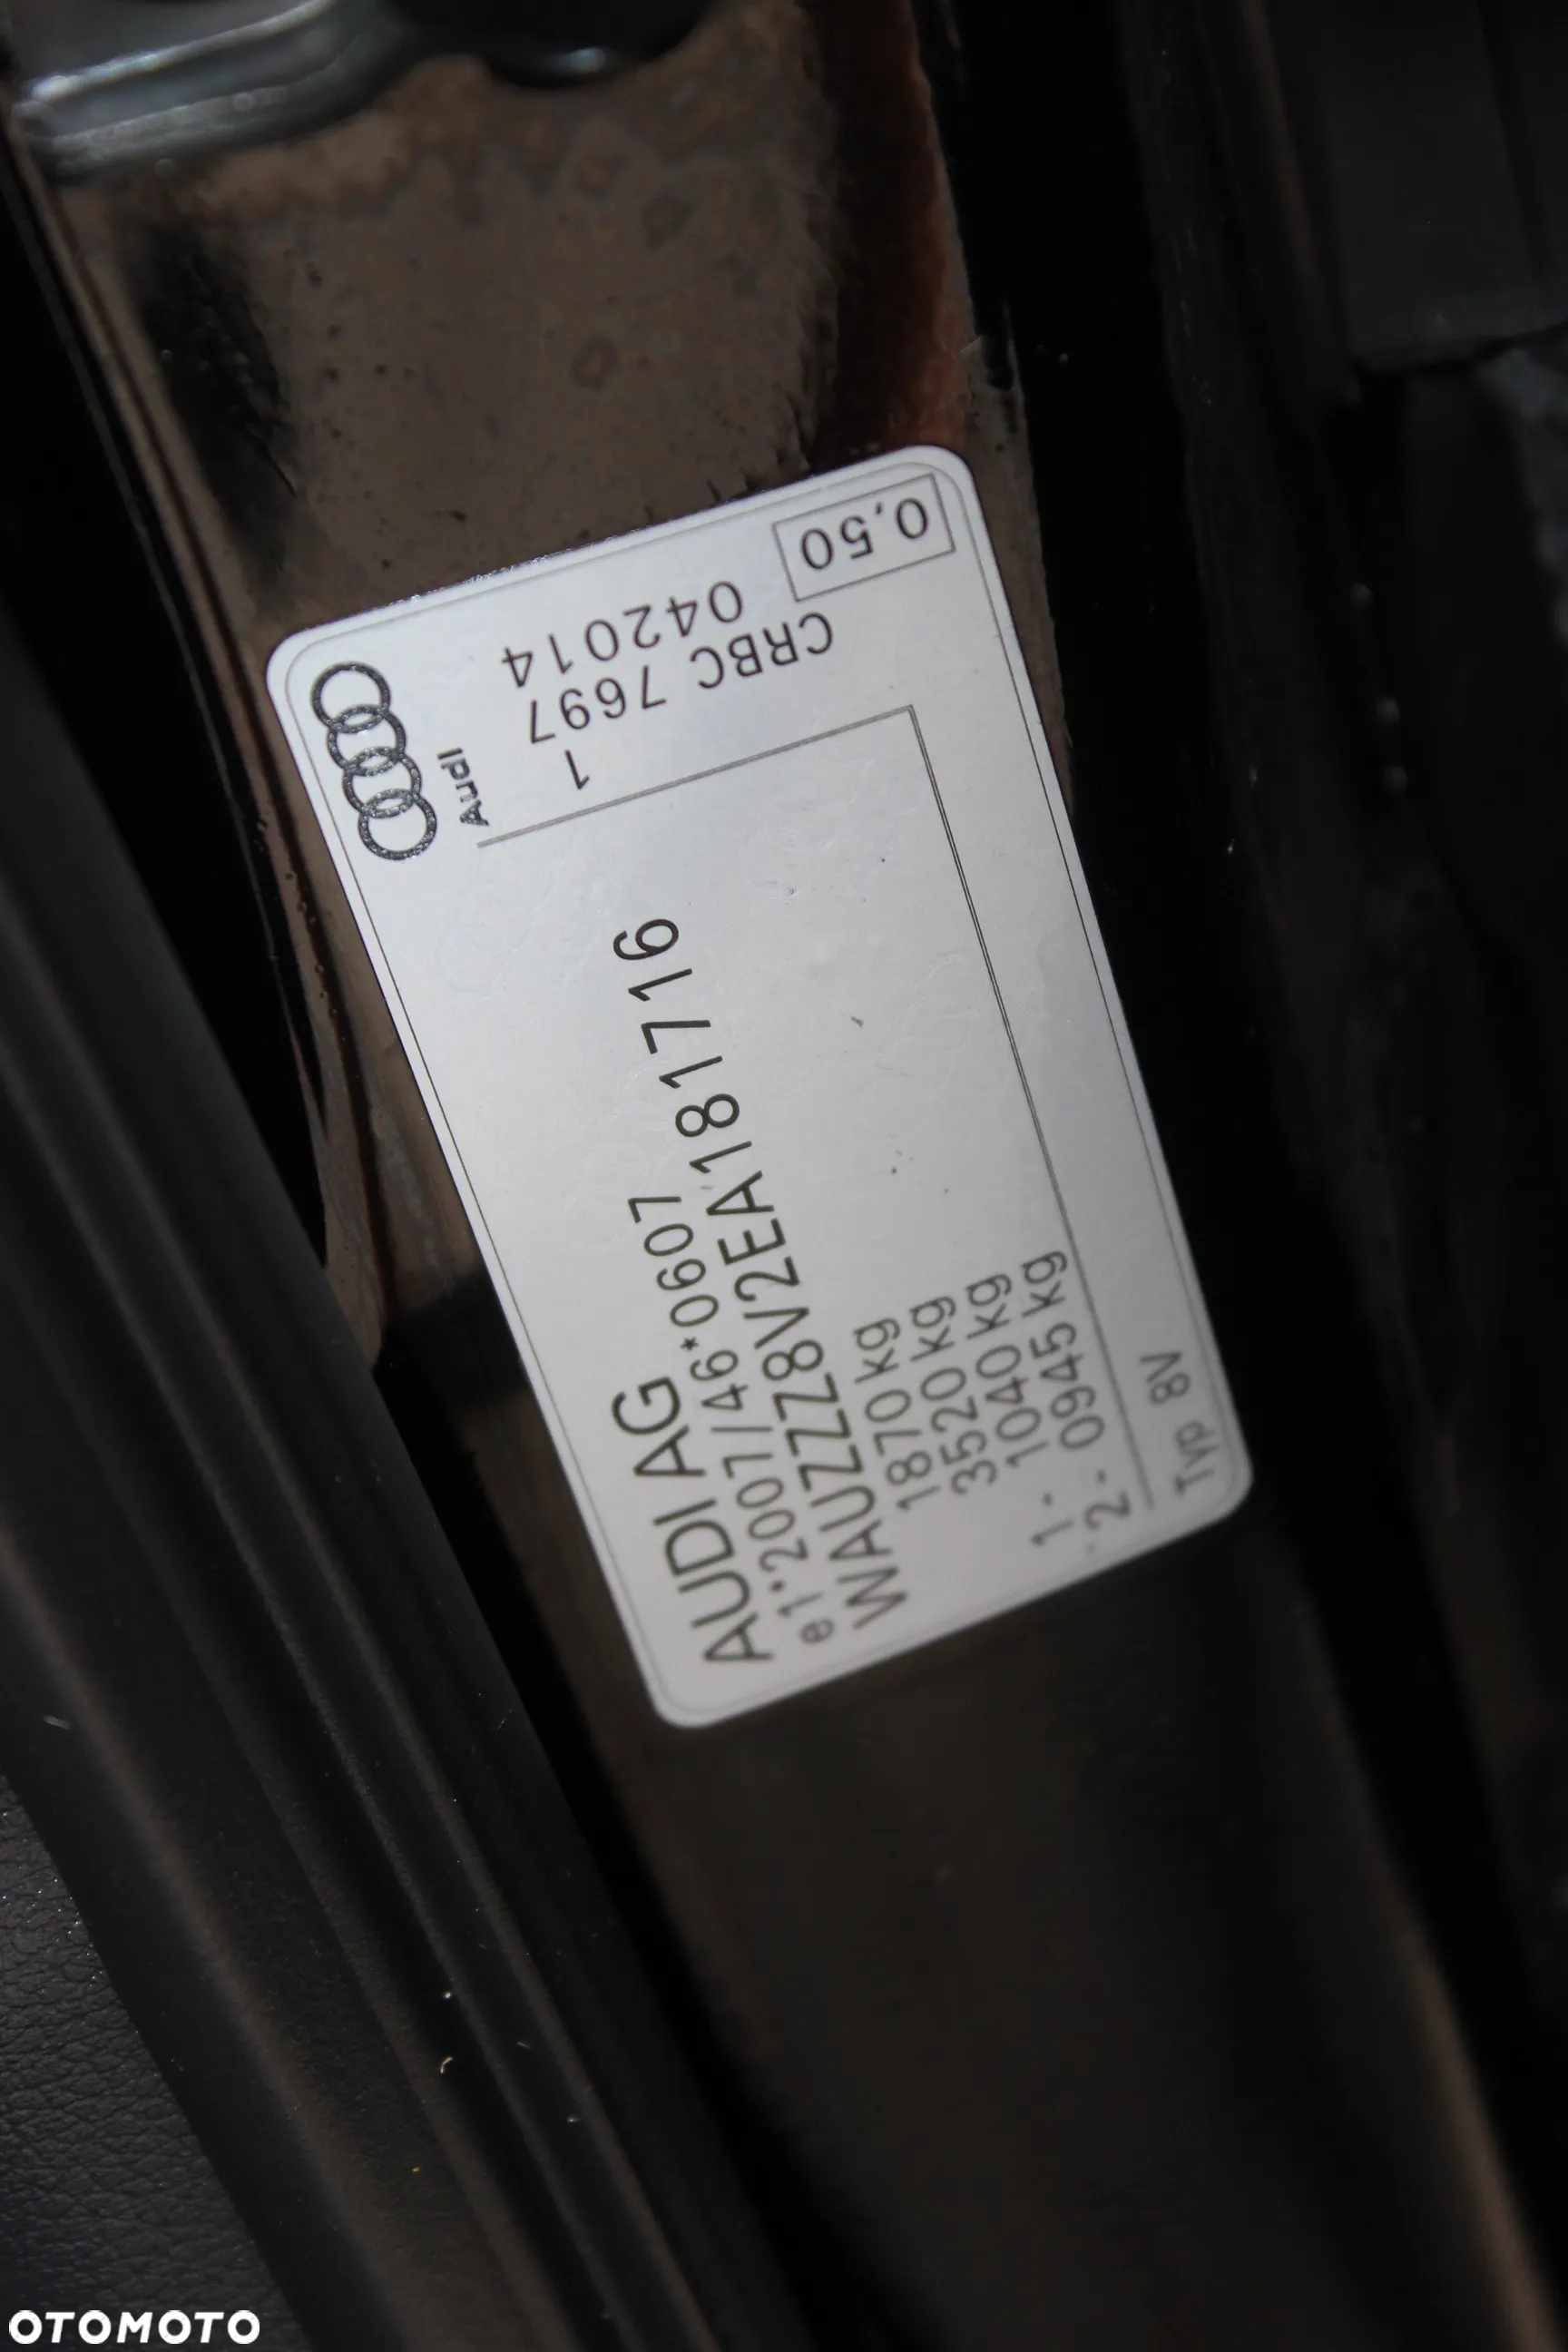 AUDI AG
e1*2007/46*0607
WAUZZZ8V2EA181716
1870 kg
3520 kg
1- 1040 kg
2- 0945 kg
Typ 8V
Audi
1
CRBC 7697
042014
0,50
OTOMOTO